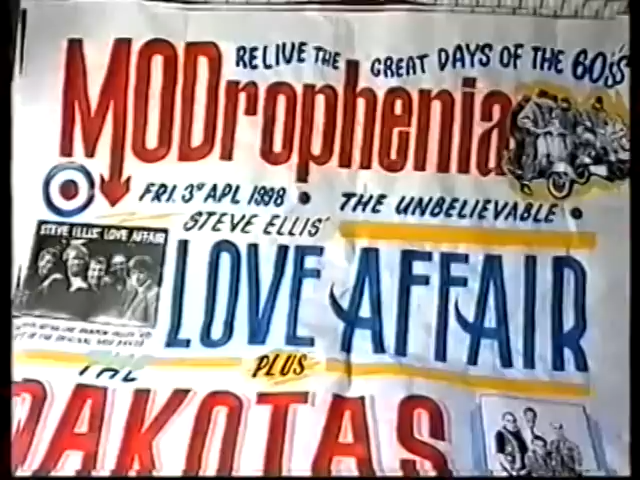 RELIVE THE GREAT DAYS OF THE 60s's
MODrophenia
FRI. 3rd APL 1998 • THE UNBELIEVABLE •
STEVE ELLIS'
STEVE ELLIS' LOVE AFFAIR
LOVE AFFAIR
THE
PLUS
DAKOTAS